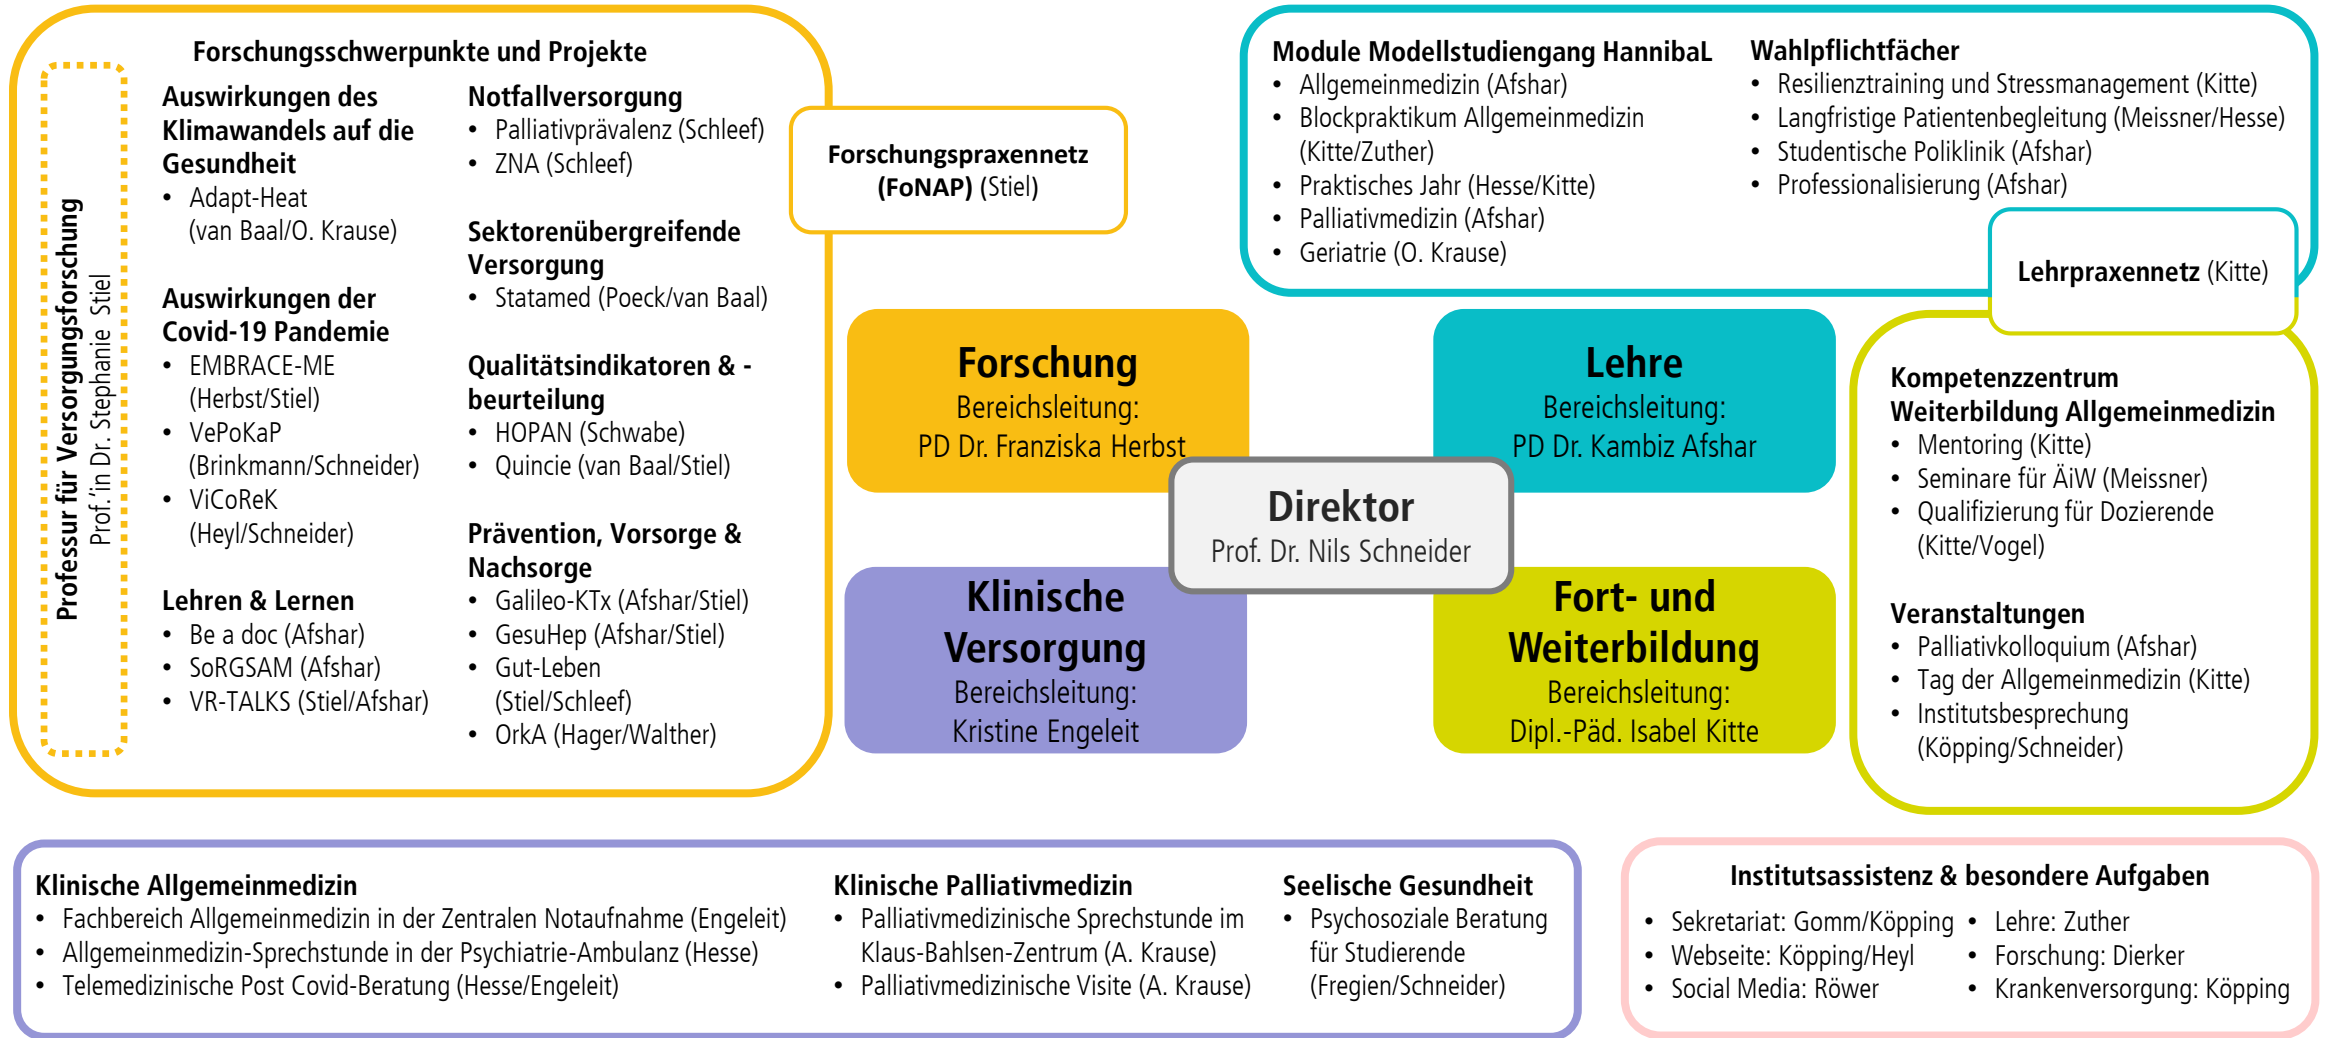 Forschungsschwerpunkte und Projekte
Professur für Versorgungsforschung
Prof.'in Dr. Stephanie Stiel
Auswirkungen des
Klimawandels auf die
Gesundheit
• Adapt-Heat
(van Baal/O. Krause)
Auswirkungen der
Covid-19 Pandemie
• EMBRACE-ME
(Herbst/Stiel)
• VePoKaP
(Brinkmann/Schneider)
• ViCoReK
(Heyl/Schneider)
Lehren & Lernen
• Be a doc (Afshar)
• SoRGSAM (Afshar)
• VR-TALKS (Stiel/Afshar)
Notfallversorgung
• Palliativprävalenz (Schleef)
• ZNA (Schleef)
Sektorenübergreifende
Versorgung
• Statamed (Poeck/van Baal)
Qualitätsindikatoren & -
beurteilung
• HOPAN (Schwabe)
• Quincie (van Baal/Stiel)
Prävention, Vorsorge &
Nachsorge
• Galileo-KTx (Afshar/Stiel)
• GesuHep (Afshar/Stiel)
• Gut-Leben
(Stiel/Schleef)
• OrkA (Hager/Walther)
Forschungspraxennetz
(FoNAP) (Stiel)
Module Modellstudiengang HannibaL
• Allgemeinmedizin (Afshar)
• Blockpraktikum Allgemeinmedizin
(Kitte/Zuther)
• Praktisches Jahr (Hesse/Kitte)
• Palliativmedizin (Afshar)
• Geriatrie (O. Krause)
Wahlpflichtfächer
• Resilienztraining und Stressmanagement (Kitte)
• Langfristige Patientenbegleitung (Meissner/Hesse)
• Studentische Poliklinik (Afshar)
• Professionalisierung (Afshar)
Lehrpraxennetz (Kitte)
Forschung
Bereichsleitung:
PD Dr. Franziska Herbst
Lehre
Bereichsleitung:
PD Dr. Kambiz Afshar
Direktor
Prof. Dr. Nils Schneider
Klinische
Versorgung
Bereichsleitung:
Kristine Engeleit
Fort- und
Weiterbildung
Bereichsleitung:
Dipl.-Päd. Isabel Kitte
Kompetenzzentrum
Weiterbildung Allgemeinmedizin
• Mentoring (Kitte)
• Seminare für ÄiW (Meissner)
• Qualifizierung für Dozierende
(Kitte/Vogel)
Veranstaltungen
• Palliativkolloquium (Afshar)
• Tag der Allgemeinmedizin (Kitte)
• Institutsbesprechung
(Köpping/Schneider)
Klinische Allgemeinmedizin
• Fachbereich Allgemeinmedizin in der Zentralen Notaufnahme (Engeleit)
• Allgemeinmedizin-Sprechstunde in der Psychiatrie-Ambulanz (Hesse)
• Telemedizinische Post Covid-Beratung (Hesse/Engeleit)
Klinische Palliativmedizin
• Palliativmedizinische Sprechstunde im
Klaus-Bahlsen-Zentrum (A. Krause)
• Palliativmedizinische Visite (A. Krause)
Seelische Gesundheit
• Psychosoziale Beratung
für Studierende
(Fregien/Schneider)
Institutsassistenz & besondere Aufgaben
• Sekretariat: Gomm/Köpping
• Webseite: Köpping/Heyl
• Social Media: Röwer
• Lehre: Zuther
• Forschung: Dierker
• Krankenversorgung: Köpping